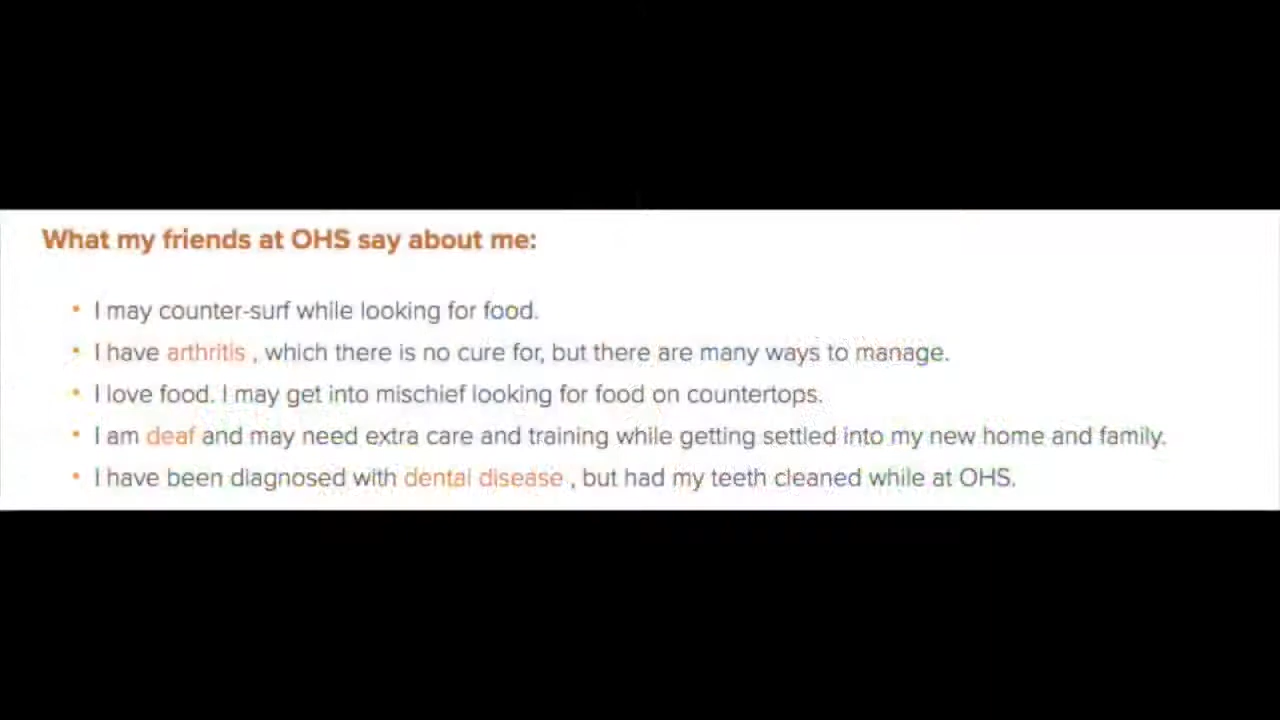 What my friends at OHS say about me:
• I may counter-surf while looking for food.
• I have arthritis , which there is no cure for, but there are many ways to manage.
• I love food. I may get into mischief looking for food on countertops.
• I am deaf and may need extra care and training while getting settled into my new home and family.
• I have been diagnosed with dental disease , but had my teeth cleaned while at OHS.